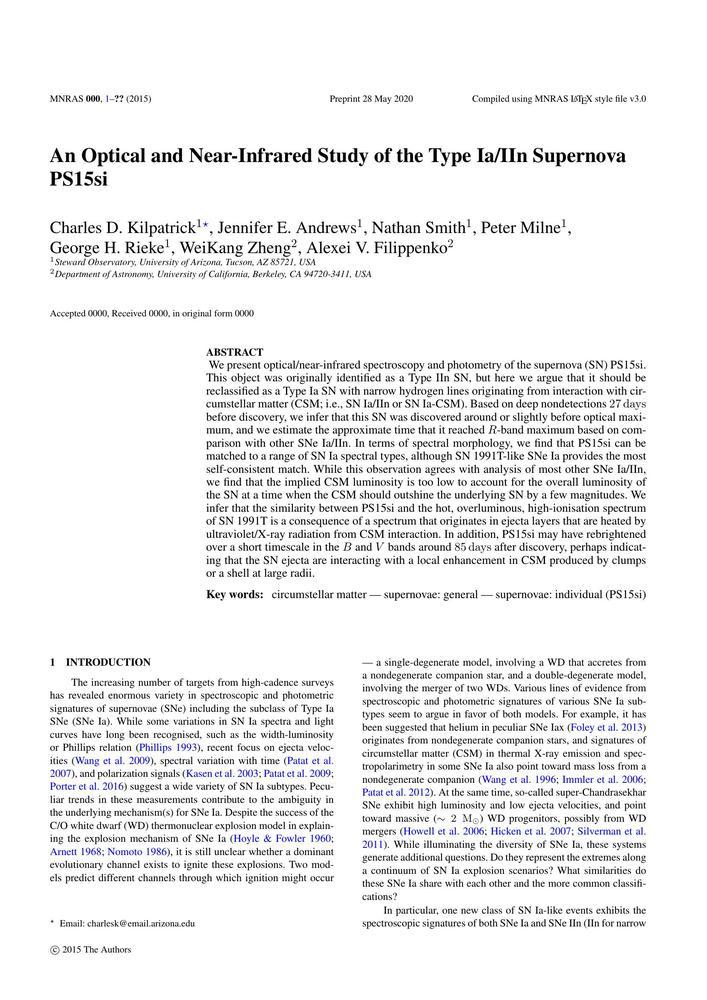 MNRAS 000, 1–?? (2015)
Preprint 28 May 2020
Compiled using MNRAS LATEX style file v3.0
An Optical and Near-Infrared Study of the Type Ia/IIn Supernova
PS15si
Charles D. Kilpatrick1⋆, Jennifer E. Andrews1, Nathan Smith1, Peter Milne1,
George H. Rieke1, WeiKang Zheng2, Alexei V. Filippenko2
1Steward Observatory, University of Arizona, Tucson, AZ 85721, USA
2Department of Astronomy, University of California, Berkeley, CA 94720-3411, USA
Accepted 0000, Received 0000, in original form 0000
ABSTRACT
We present optical/near-infrared spectroscopy and photometry of the supernova (SN) PS15si.
This object was originally identified as a Type IIn SN, but here we argue that it should be
reclassified as a Type Ia SN with narrow hydrogen lines originating from interaction with cir-
cumstellar matter (CSM; i.e., SN Ia/IIn or SN Ia-CSM). Based on deep nondetections 27 days
before discovery, we infer that this SN was discovered around or slightly before optical maxi-
mum, and we estimate the approximate time that it reached R-band maximum based on com-
parison with other SNe Ia/IIn. In terms of spectral morphology, we find that PS15si can be
matched to a range of SN Ia spectral types, although SN 1991T-like SNe Ia provides the most
self-consistent match. While this observation agrees with analysis of most other SNe Ia/IIn,
we find that the implied CSM luminosity is too low to account for the overall luminosity of
the SN at a time when the CSM should outshine the underlying SN by a few magnitudes. We
infer that the similarity between PS15si and the hot, overluminous, high-ionisation spectrum
of SN 1991T is a consequence of a spectrum that originates in ejecta layers that are heated by
ultraviolet/X-ray radiation from CSM interaction. In addition, PS15si may have rebrightened
over a short timescale in the B and V bands around 85 days after discovery, perhaps indicat-
ing that the SN ejecta are interacting with a local enhancement in CSM produced by clumps
or a shell at large radii.
Key words: circumstellar matter — supernovae: general — supernovae: individual (PS15si)
1 INTRODUCTION
The increasing number of targets from high-cadence surveys
has revealed enormous variety in spectroscopic and photometric
signatures of supernovae (SNe) including the subclass of Type Ia
SNe (SNe Ia). While some variations in SN Ia spectra and light
curves have long been recognised, such as the width-luminosity
or Phillips relation (Phillips 1993), recent focus on ejecta veloc-
ities (Wang et al. 2009), spectral variation with time (Patat et al.
2007), and polarization signals (Kasen et al. 2003; Patat et al. 2009;
Porter et al. 2016) suggest a wide variety of SN Ia subtypes. Pecu-
liar trends in these measurements contribute to the ambiguity in
the underlying mechanism(s) for SNe Ia. Despite the success of the
C/O white dwarf (WD) thermonuclear explosion model in explain-
ing the explosion mechanism of SNe Ia (Hoyle & Fowler 1960;
Arnett 1968; Nomoto 1986), it is still unclear whether a dominant
evolutionary channel exists to ignite these explosions. Two mod-
els predict different channels through which ignition might occur
⋆ Email: charlesk@email.arizona.edu
© 2015 The Authors
— a single-degenerate model, involving a WD that accretes from
a nondegenerate companion star, and a double-degenerate model,
involving the merger of two WDs. Various lines of evidence from
spectroscopic and photometric signatures of various SNe Ia sub-
types seem to argue in favor of both models. For example, it has
been suggested that helium in peculiar SNe Iax (Foley et al. 2013)
originates from nondegenerate companion stars, and signatures of
circumstellar matter (CSM) in thermal X-ray emission and spec-
tropolarimetry in some SNe Ia also point toward mass loss from a
nondegenerate companion (Wang et al. 1996; Immler et al. 2006;
Patat et al. 2012). At the same time, so-called super-Chandrasekhar
SNe exhibit high luminosity and low ejecta velocities, and point
toward massive (∼ 2 M⊙) WD progenitors, possibly from WD
mergers (Howell et al. 2006; Hicken et al. 2007; Silverman et al.
2011). While illuminating the diversity of SNe Ia, these systems
generate additional questions. Do they represent the extremes along
a continuum of SN Ia explosion scenarios? What similarities do
these SNe Ia share with each other and the more common classifi-
cations?
In particular, one new class of SN Ia-like events exhibits the
spectroscopic signatures of both SNe Ia and SNe IIn (IIn for narrow